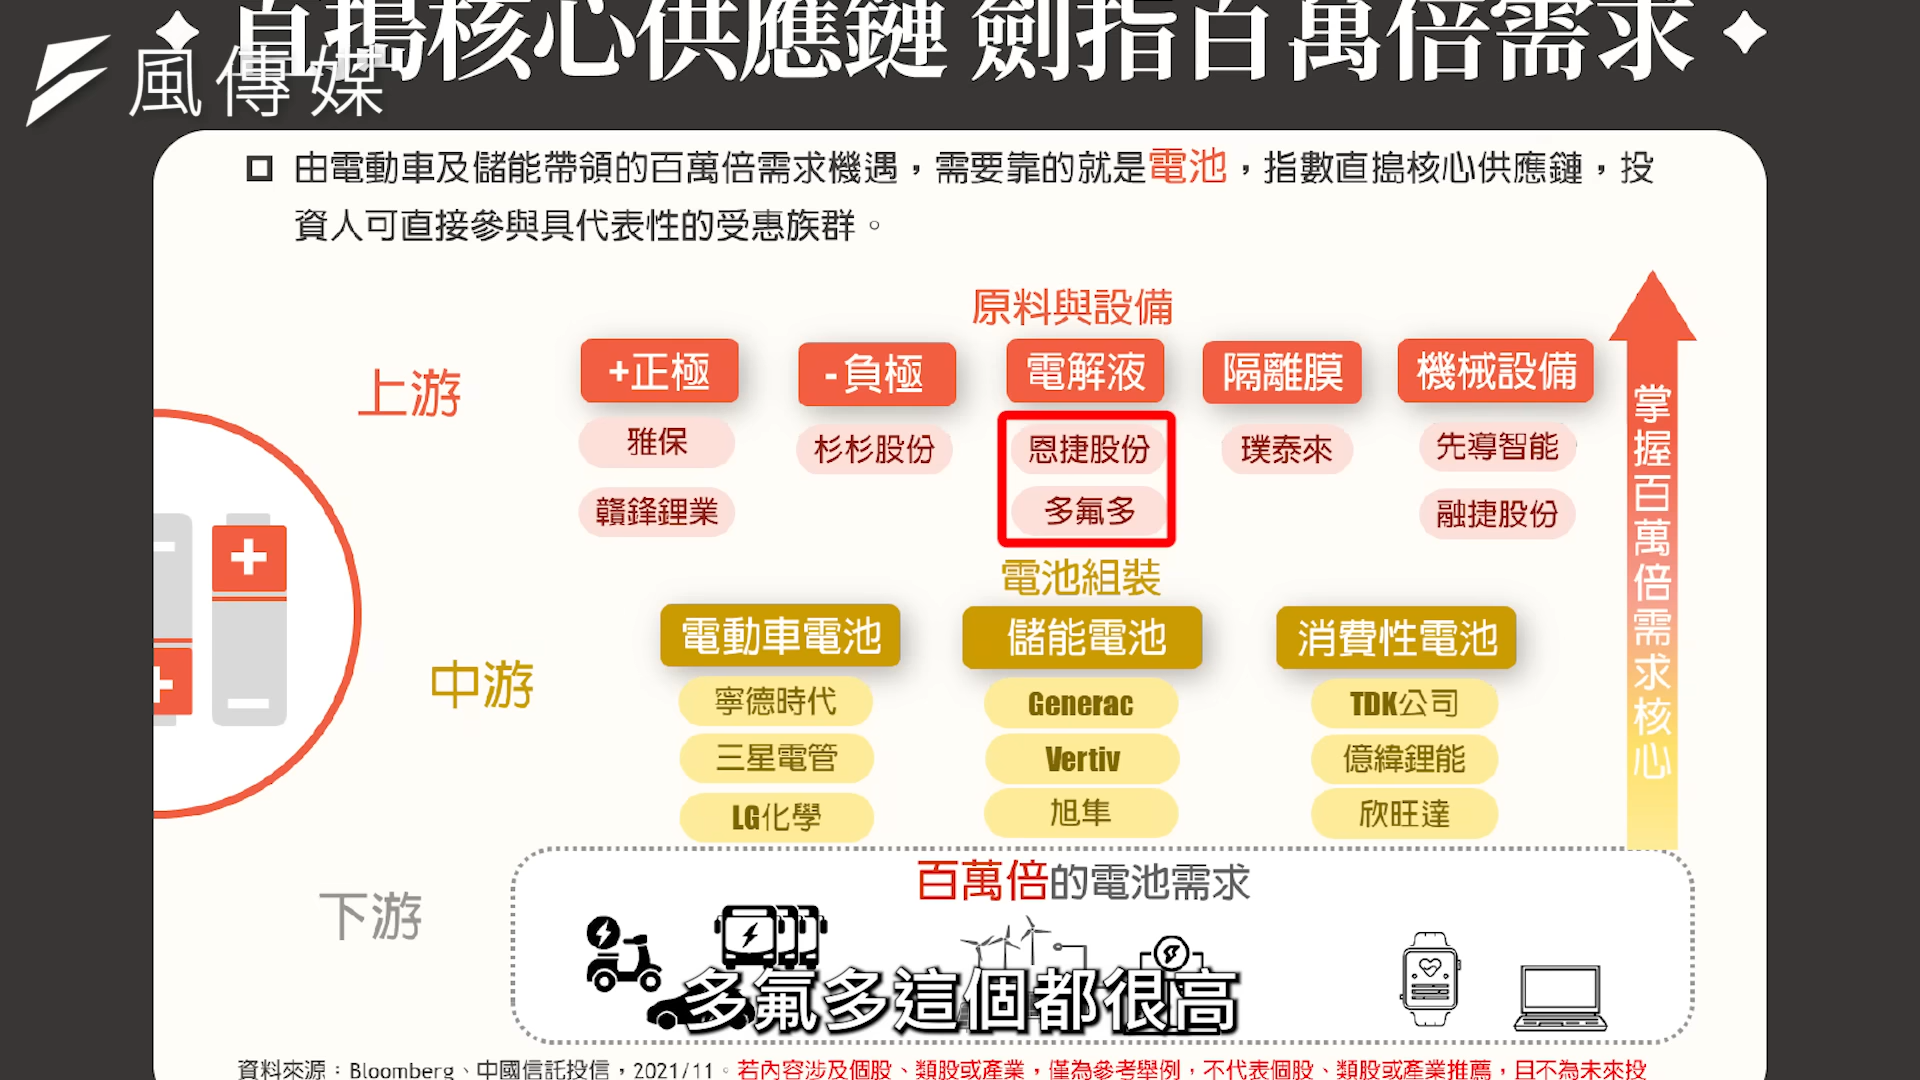 直搗核心供應鏈 劍指百萬倍需求
風傳媒
由電動車及儲能帶領的百萬倍需求機遇，需要靠的就是電池，指數直搗核心供應鏈，投
資人可直接參與具代表性的受惠族群。
原料與設備
上游
+正極
-負極
電解液
隔離膜
機械設備
雅保
杉杉股份
恩捷股份
璞泰來
先導智能
贛鋒鋰業
多氟多
融捷股份
掌握百萬倍需求核心
電池組裝
中游
電動車電池
儲能電池
消費性電池
寧德時代
Generac
TDK公司
三星電管
Vertiv
億緯鋰能
LG化學
旭隼
欣旺達
百萬倍的電池需求
下游
多氟多這個都很高
資料來源：Bloomberg、中國信託投信，2021/11。若內容涉及個股、類股或產業，僅為參考舉例，不代表個股、類股或產業推薦，且不為未來投